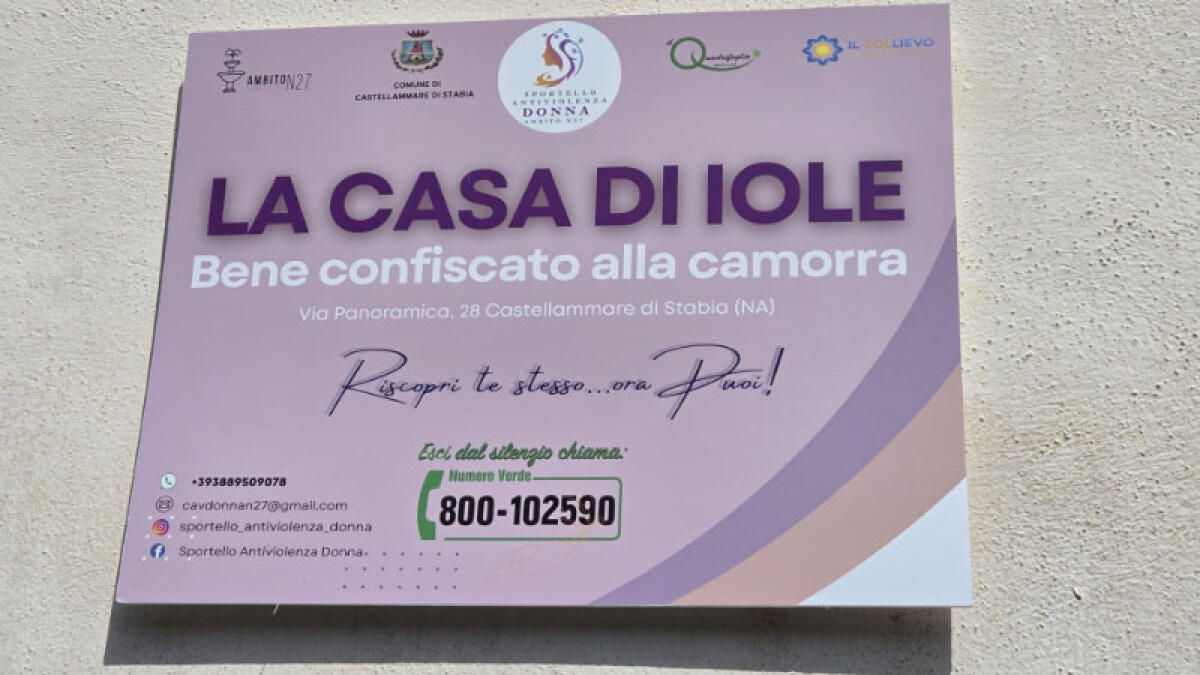 AMBITO N27
COMUNE DI
CASTELLAMMARE DI STABIA
SPORTELLO
ANTIVIOLENZA
DONNA
AMBITO N27
il Quadrifoglio
IL SOLLIEVO
LA CASA DI IOLE
Bene confiscato alla camorra
Via Panoramica, 28 Castellammare di Stabia (NA)
Riscopri te stesso...ora Puoi!
Esci dal silenzio chiama:
Numero Verde
800-102590
+393889509078
cavdonnan27@gmail.com
sportello_antiviolenza_donna
Sportello Antiviolenza Donna